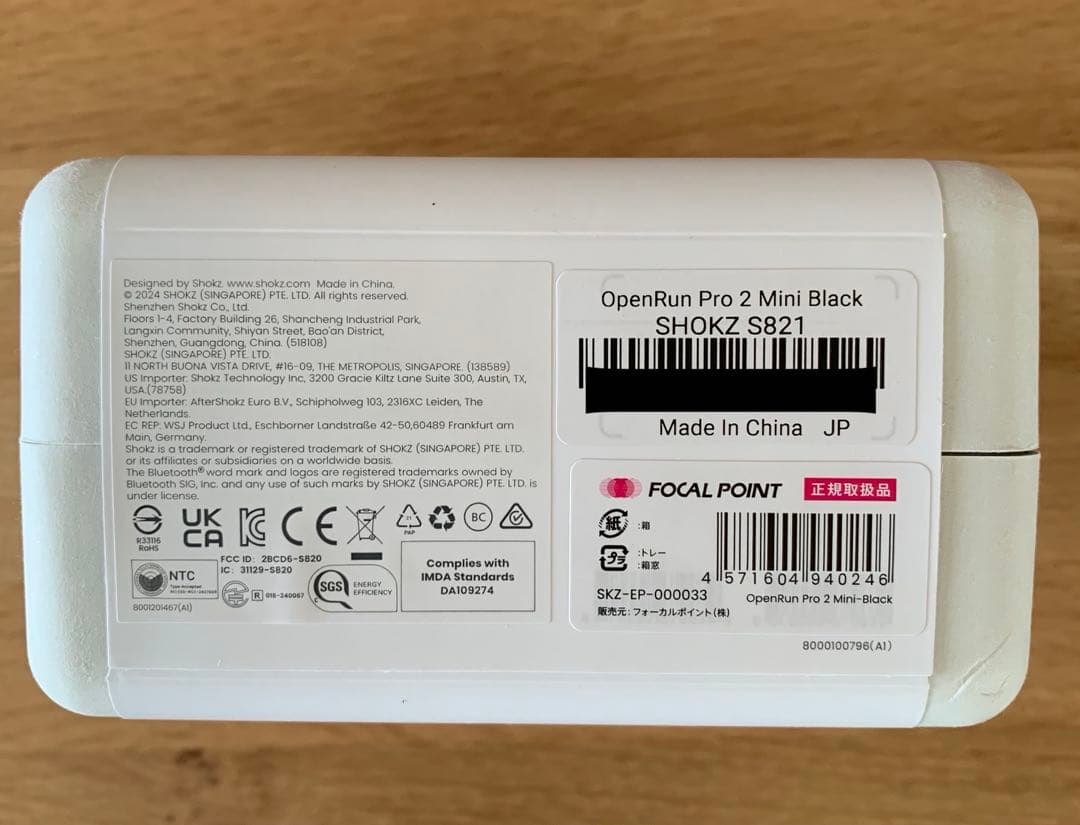 Designed by Shokz. www.shokz.com Made in China.
© 2024 SHOKZ (SINGAPORE) PTE. LTD. All rights reserved.
Shenzhen Shokz Co., Ltd.
Floors 1-4, Factory Building 26, Shancheng Industrial Park,
Langxin Community, Shiyan Street, Bao'an District,
Shenzhen, Guangdong, China. (518108)
SHOKZ (SINGAPORE) PTE. LTD.
11 NORTH BUONA VISTA DRIVE, #16-09, THE METROPOLIS, SINGAPORE. (138589)
US Importer: Shokz Technology Inc, 3200 Gracie Kiltz Lane Suite 300, Austin, TX,
USA.(78758)
EU Importer: AfterShokz Euro B.V., Schipholweg 103, 2316XC Leiden, The
Netherlands.
EC REP: WSJ Product Ltd., Eschborner Landstraße 42-50,60489 Frankfurt am
Main, Germany.
Shokz is a trademark or registered trademark of SHOKZ (SINGAPORE) PTE. LTD.
or its affiliates or subsidiaries on a worldwide basis.
The Bluetooth® word mark and logos are registered trademarks owned by
Bluetooth SIG, Inc. and any use of such marks by SHOKZ (SINGAPORE) PTE. LTD. is
under license.
R33116
RoHS
UK
CA
CE
21
PAP
BC
FCC ID: 2BCD6-S820
IC: 31129-S820
NTC
Type Accepted
R 018-240067
SGS ENERGY
EFFICIENCY
Complies with
IMDA Standards
DA109274
8001201467(A1)
OpenRun Pro 2 Mini Black
SHOKZ S821
Made In China JP
FOCAL POINT 正規取扱品
紙 :箱
プラ :トレー
:箱窓
4 571604 940246
SKZ-EP-000033
OpenRun Pro 2 Mini-Black
販売元:フォーカルポイント(株)
8000100796(A1)